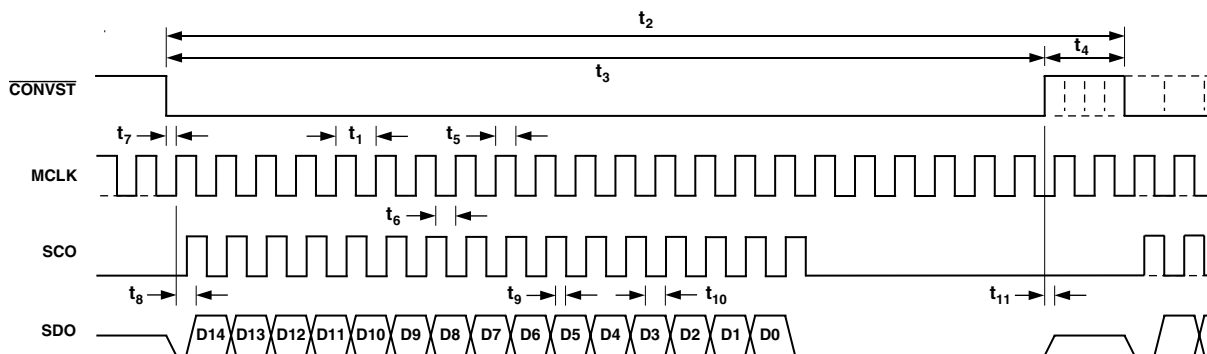 t2
t3
t4
CONVST
t7
t1
t5
MCLK
t6
SCO
t8
t9
t10
t11
SDO
D14 D13 D12 D11 D10 D9 D8 D7 D6 D5 D4 D3 D2 D1 D0